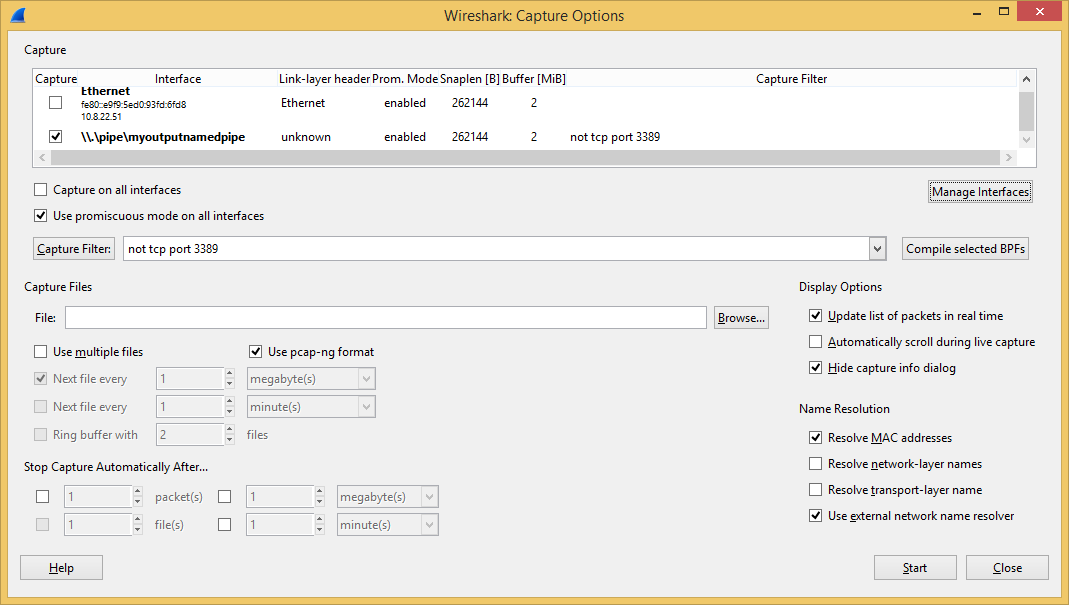 Wireshark: Capture Options
Capture
Capture Interface Link-layer header Prom. Mode Snaplen [B] Buffer [MiB] Capture Filter
Ethernet
fe80::e9f9:5ed0:93fd:6fd8 Ethernet enabled 262144 2
10.8.22.51
\\.\pipe\myoutputnamedpipe unknown enabled 262144 2 not tcp port 3389
Capture on all interfaces Manage Interfaces
Use promiscuous mode on all interfaces
Capture Filter: not tcp port 3389 Compile selected BPFs
Capture Files Display Options
File: Browse... Update list of packets in real time
Automatically scroll during live capture
Use multiple files Use pcap-ng format
Hide capture info dialog
Next file every 1 megabyte(s)
Next file every 1 minute(s) Name Resolution
Ring buffer with 2 files Resolve MAC addresses
Stop Capture Automatically After... Resolve network-layer names
1 packet(s) 1 megabyte(s) Resolve transport-layer name
1 file(s) 1 minute(s) Use external network name resolver
Help Start Close